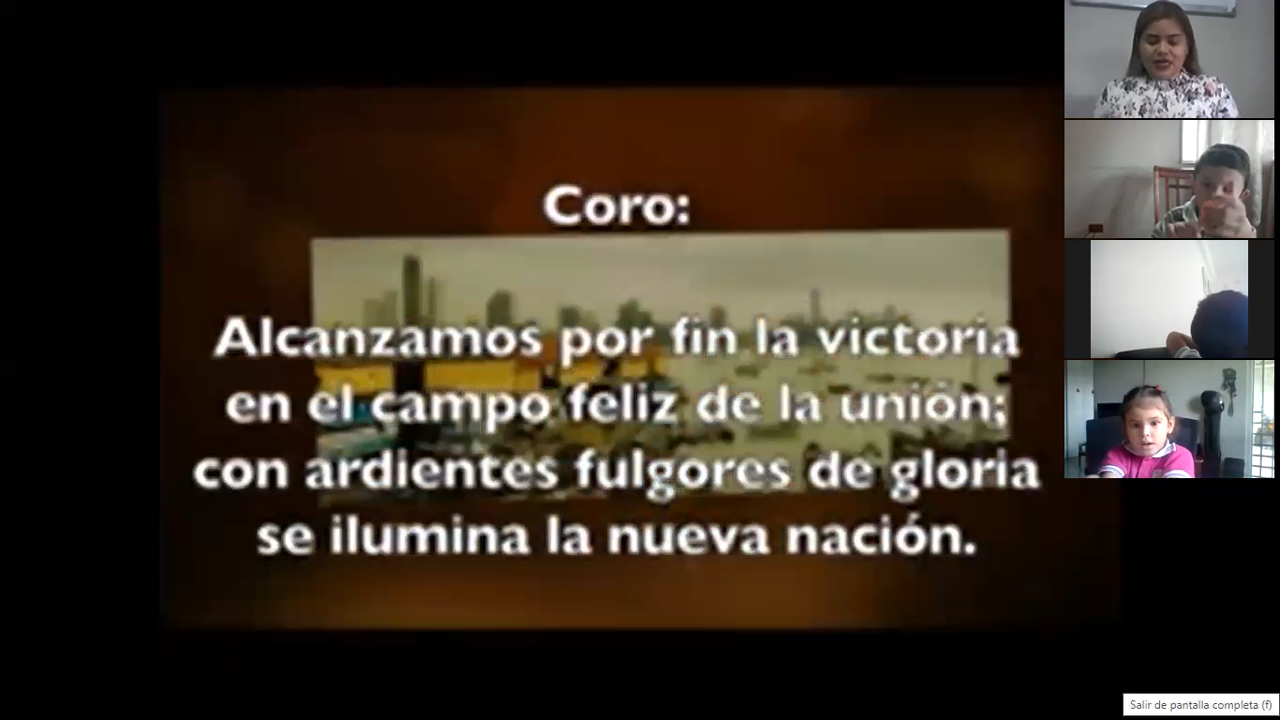 Coro:
Alcanzamos por fin la victoria
en el campo feliz de la unión;
con ardientes fulgores de gloria
se ilumina la nueva nación.
Salir de pantalla completa (f)